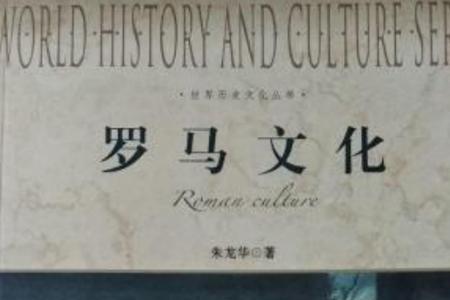 WORLD·HISTORY AND CULTURE·SER
·世界历史文化丛书·
罗马文化
Roman culture
朱龙华⊙著